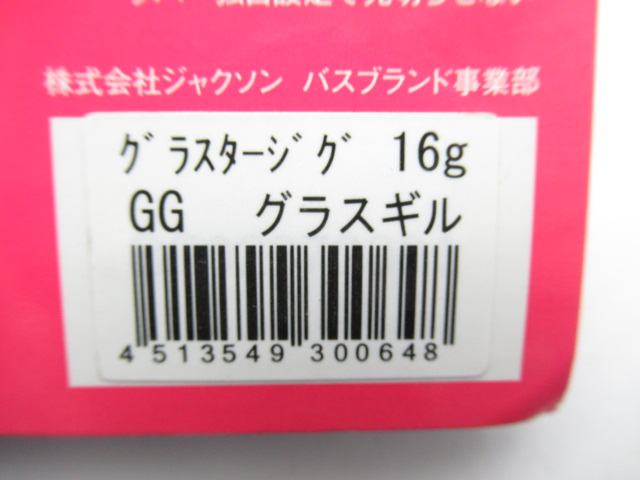 株式会社ジャクソン バスブランド事業部
ｸﾞﾗｽﾀｰｼﾞｸﾞ 16g
GG グラスギル
4 513549 300648